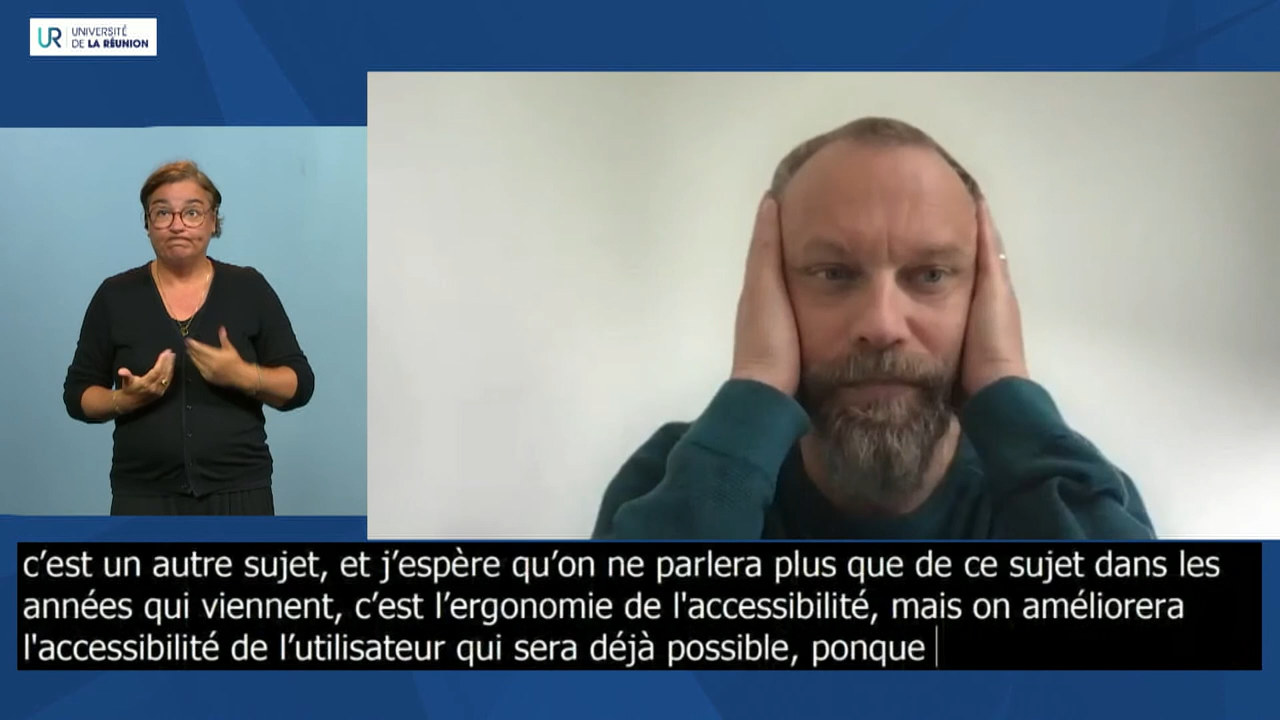 UR UNIVERSITÉ
DE LA RÉUNION
c’est un autre sujet, et j’espère qu’on ne parlera plus que de ce sujet dans les
années qui viennent, c’est l’ergonomie de l'accessibilité, mais on améliorera
l'accessibilité de l’utilisateur qui sera déjà possible, ponque